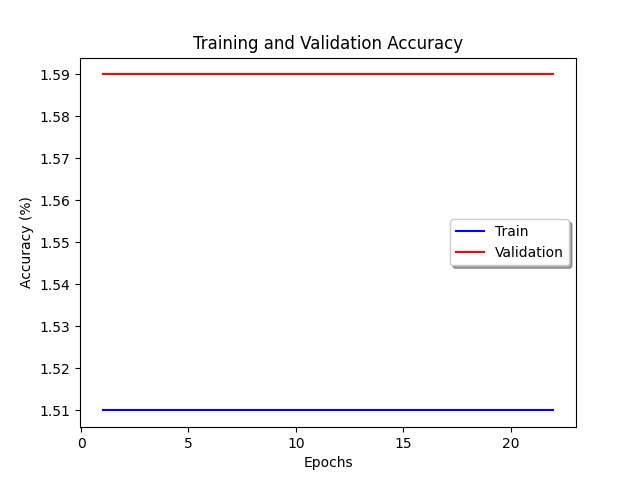 Training and Validation Accuracy
1.59
1.58
1.57
1.56
1.55
1.54
1.53
1.52
1.51
Accuracy (%)
Train
Validation
0 5 10 15 20
Epochs